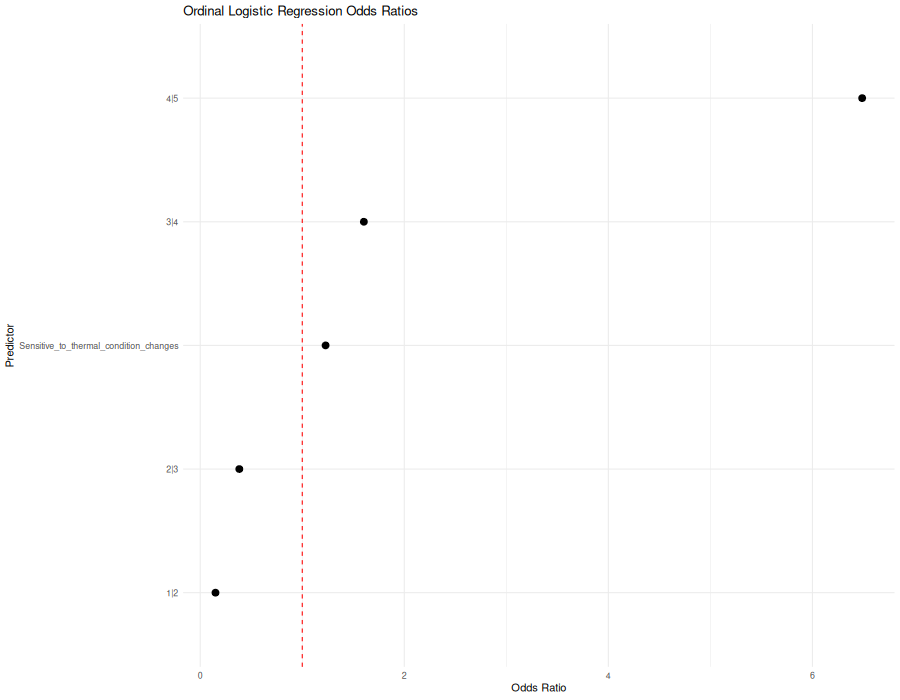 Ordinal Logistic Regression Odds Ratios
4|5
3|4
Predictor
Sensitive_to_thermal_condition_changes
2|3
1|2
0 2 4 6
Odds Ratio